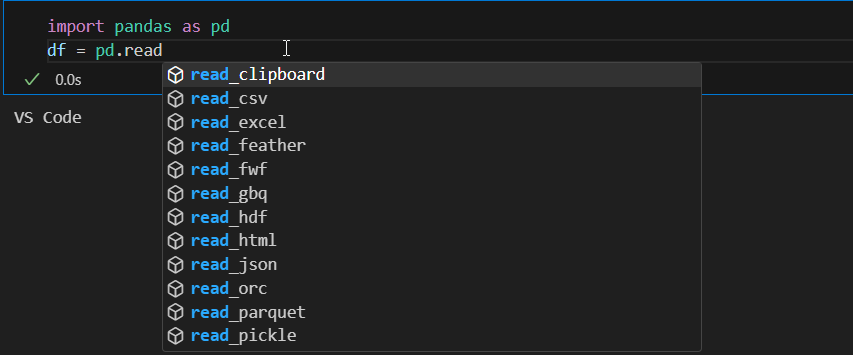 import pandas as pd
df = pd.read
0.0s
read_clipboard
VS Code
read_csv
read_excel
read_feather
read_fwf
read_gbq
read_hdf
read_html
read_json
read_orc
read_parquet
read_pickle